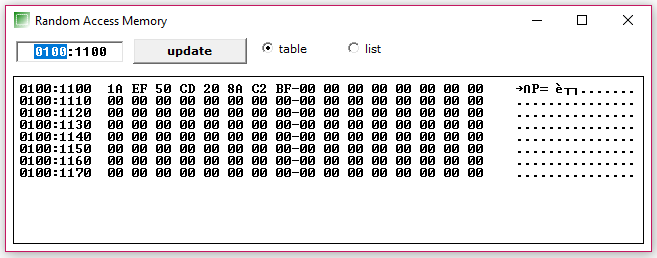 Random Access Memory
0100:1100 update table list
0100:1100 1A EF 50 CD 20 8A C2 BF-00 00 00 00 00 00 00 00 →∩P= è┬┐........
0100:1110 00 00 00 00 00 00 00 00-00 00 00 00 00 00 00 00 ................
0100:1120 00 00 00 00 00 00 00 00-00 00 00 00 00 00 00 00 ................
0100:1130 00 00 00 00 00 00 00 00-00 00 00 00 00 00 00 00 ................
0100:1140 00 00 00 00 00 00 00 00-00 00 00 00 00 00 00 00 ................
0100:1150 00 00 00 00 00 00 00 00-00 00 00 00 00 00 00 00 ................
0100:1160 00 00 00 00 00 00 00 00-00 00 00 00 00 00 00 00 ................
0100:1170 00 00 00 00 00 00 00 00-00 00 00 00 00 00 00 00 ................